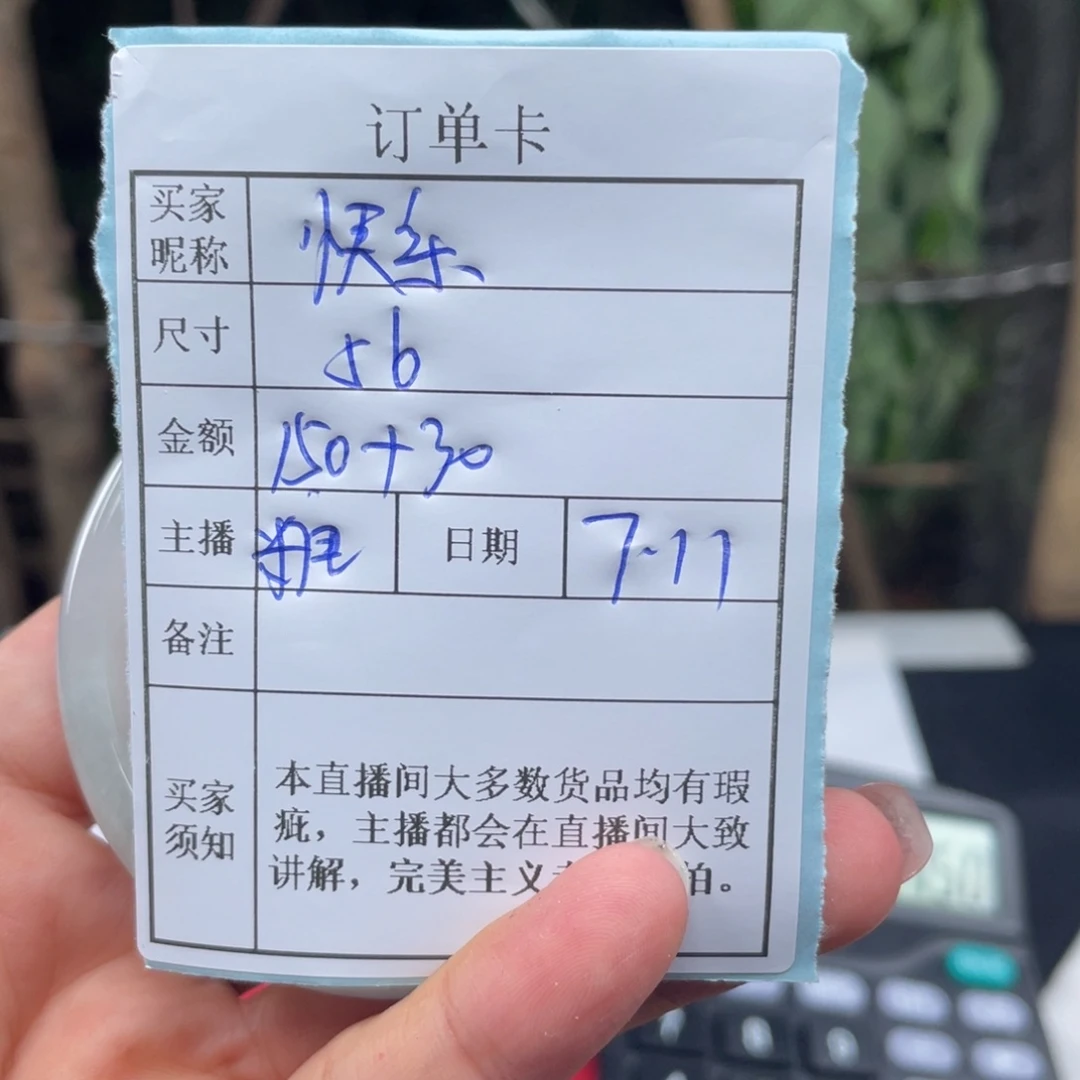 订单卡
买家昵称 快乐
尺寸 56
金额 150+30
主播 日期 7.11
备注
买家须知
本直播间大多数货品均有瑕
疵，主播都会在直播间大致
讲解，完美主义 拍。